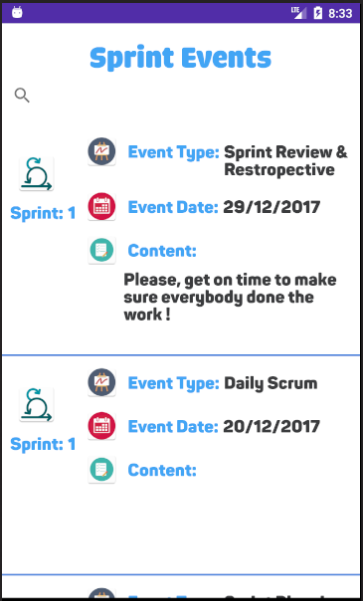 LTE 8:33
Sprint Events
Event Type: Sprint Review &
Restropective
Sprint: 1
Event Date: 29/12/2017
Content:
Please, get on time to make
sure everybody done the
work !
Event Type: Daily Scrum
Event Date: 20/12/2017
Sprint: 1
Content: